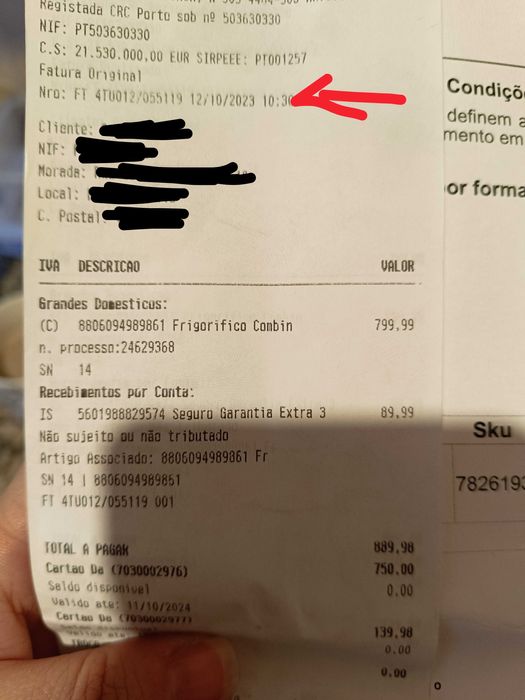 Registada CRC Porto sob nº 503630330
NIF: PT503630330
C.S: 21.530.000,00 EUR SIRPEEE: PT001257
Fatura Original
Nro: FT 4TU012/055119 12/10/2023 10:30
Cliente:
NIF:
Morada:
Local:
C. Postal:
IVA DESCRICAO VALOR
Grandes Domesticos:
(C) 8806094989861 Frigorifico Combin 799,99
n. processo:24629368
SN 14
Recebimentos por Conta:
IS 5601988829574 Seguro Garantia Extra 3 89,99
Não sujeito ou não tributado
Artigo Associado: 8806094989861 Fr
SN 14 | 8806094989861
FT 4TU012/055119 001
TOTAL A PAGAR 889,98
Cartao Da (7030002976) 750.00
Saldo disponivel 0.00
Valido ate: 11/10/2024
Cartao Da (7030002977)
139,98
0.00
0.00
Condiçõ
definem a
mento em
or forma
Sku
7826193
o